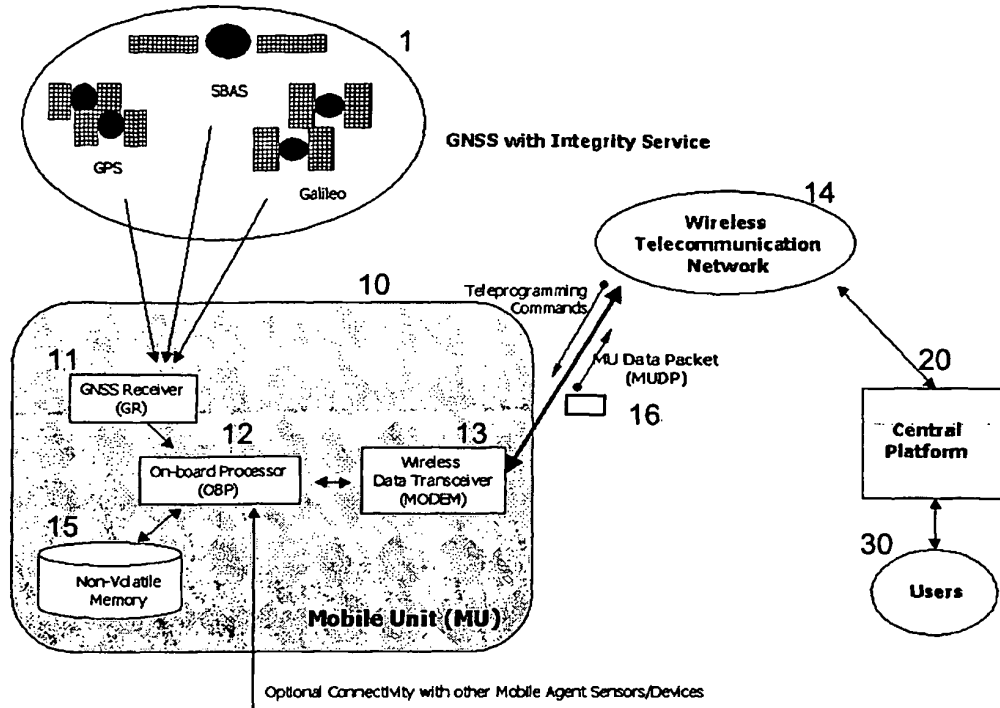 1
SBAS
GPS
Galileo
GNSS with Integrity Service
14
Wireless
Telecommunication
Network
10
Teleprogramming
Commands
MU Data Packet
(MUDP)
16
11
GNSS Receiver
(GR)
12
On-board Processor
(OBP)
13
Wireless
Data Transceiver
(MODEM)
20
Central
Platform
15
Non-Volatile
Memory
Mobile Unit (MU)
30
Users
Optional Connectivity with other Mobile Agent Sensors/Devices